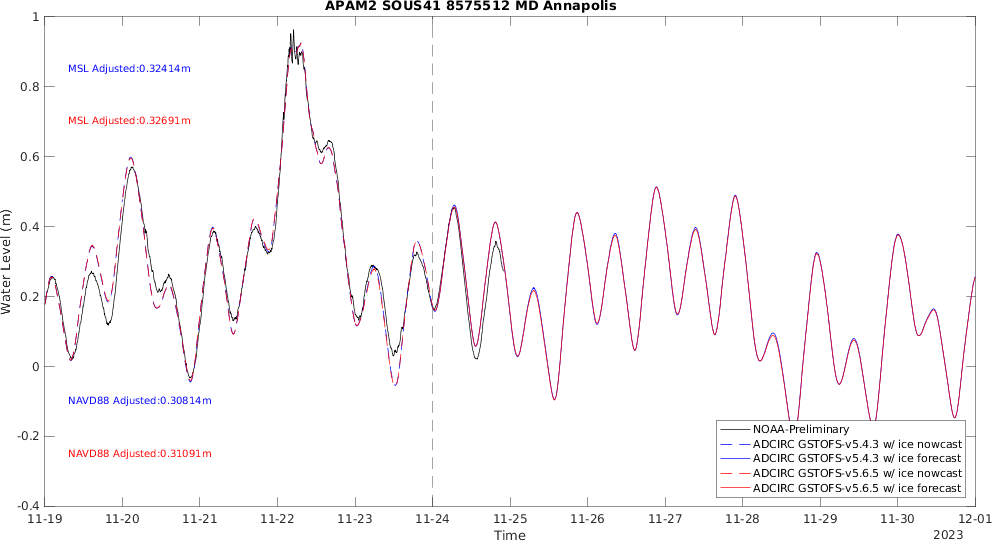 APAM2 SOUS41 8575512 MD Annapolis
1
0.8
0.6
0.4
0.2
0
-0.2
-0.4
Water Level (m)
MSL Adjusted:0.32414m
MSL Adjusted:0.32691m
NAVD88 Adjusted:0.30814m
NAVD88 Adjusted:0.31091m
NOAA-Preliminary
ADCIRC GSTOFS-v5.4.3 w/ ice nowcast
ADCIRC GSTOFS-v5.4.3 w/ ice forecast
ADCIRC GSTOFS-v5.6.5 w/ ice nowcast
ADCIRC GSTOFS-v5.6.5 w/ ice forecast
11-19 11-20 11-21 11-22 11-23 11-24 11-25 11-26 11-27 11-28 11-29 11-30 12-01
Time
2023